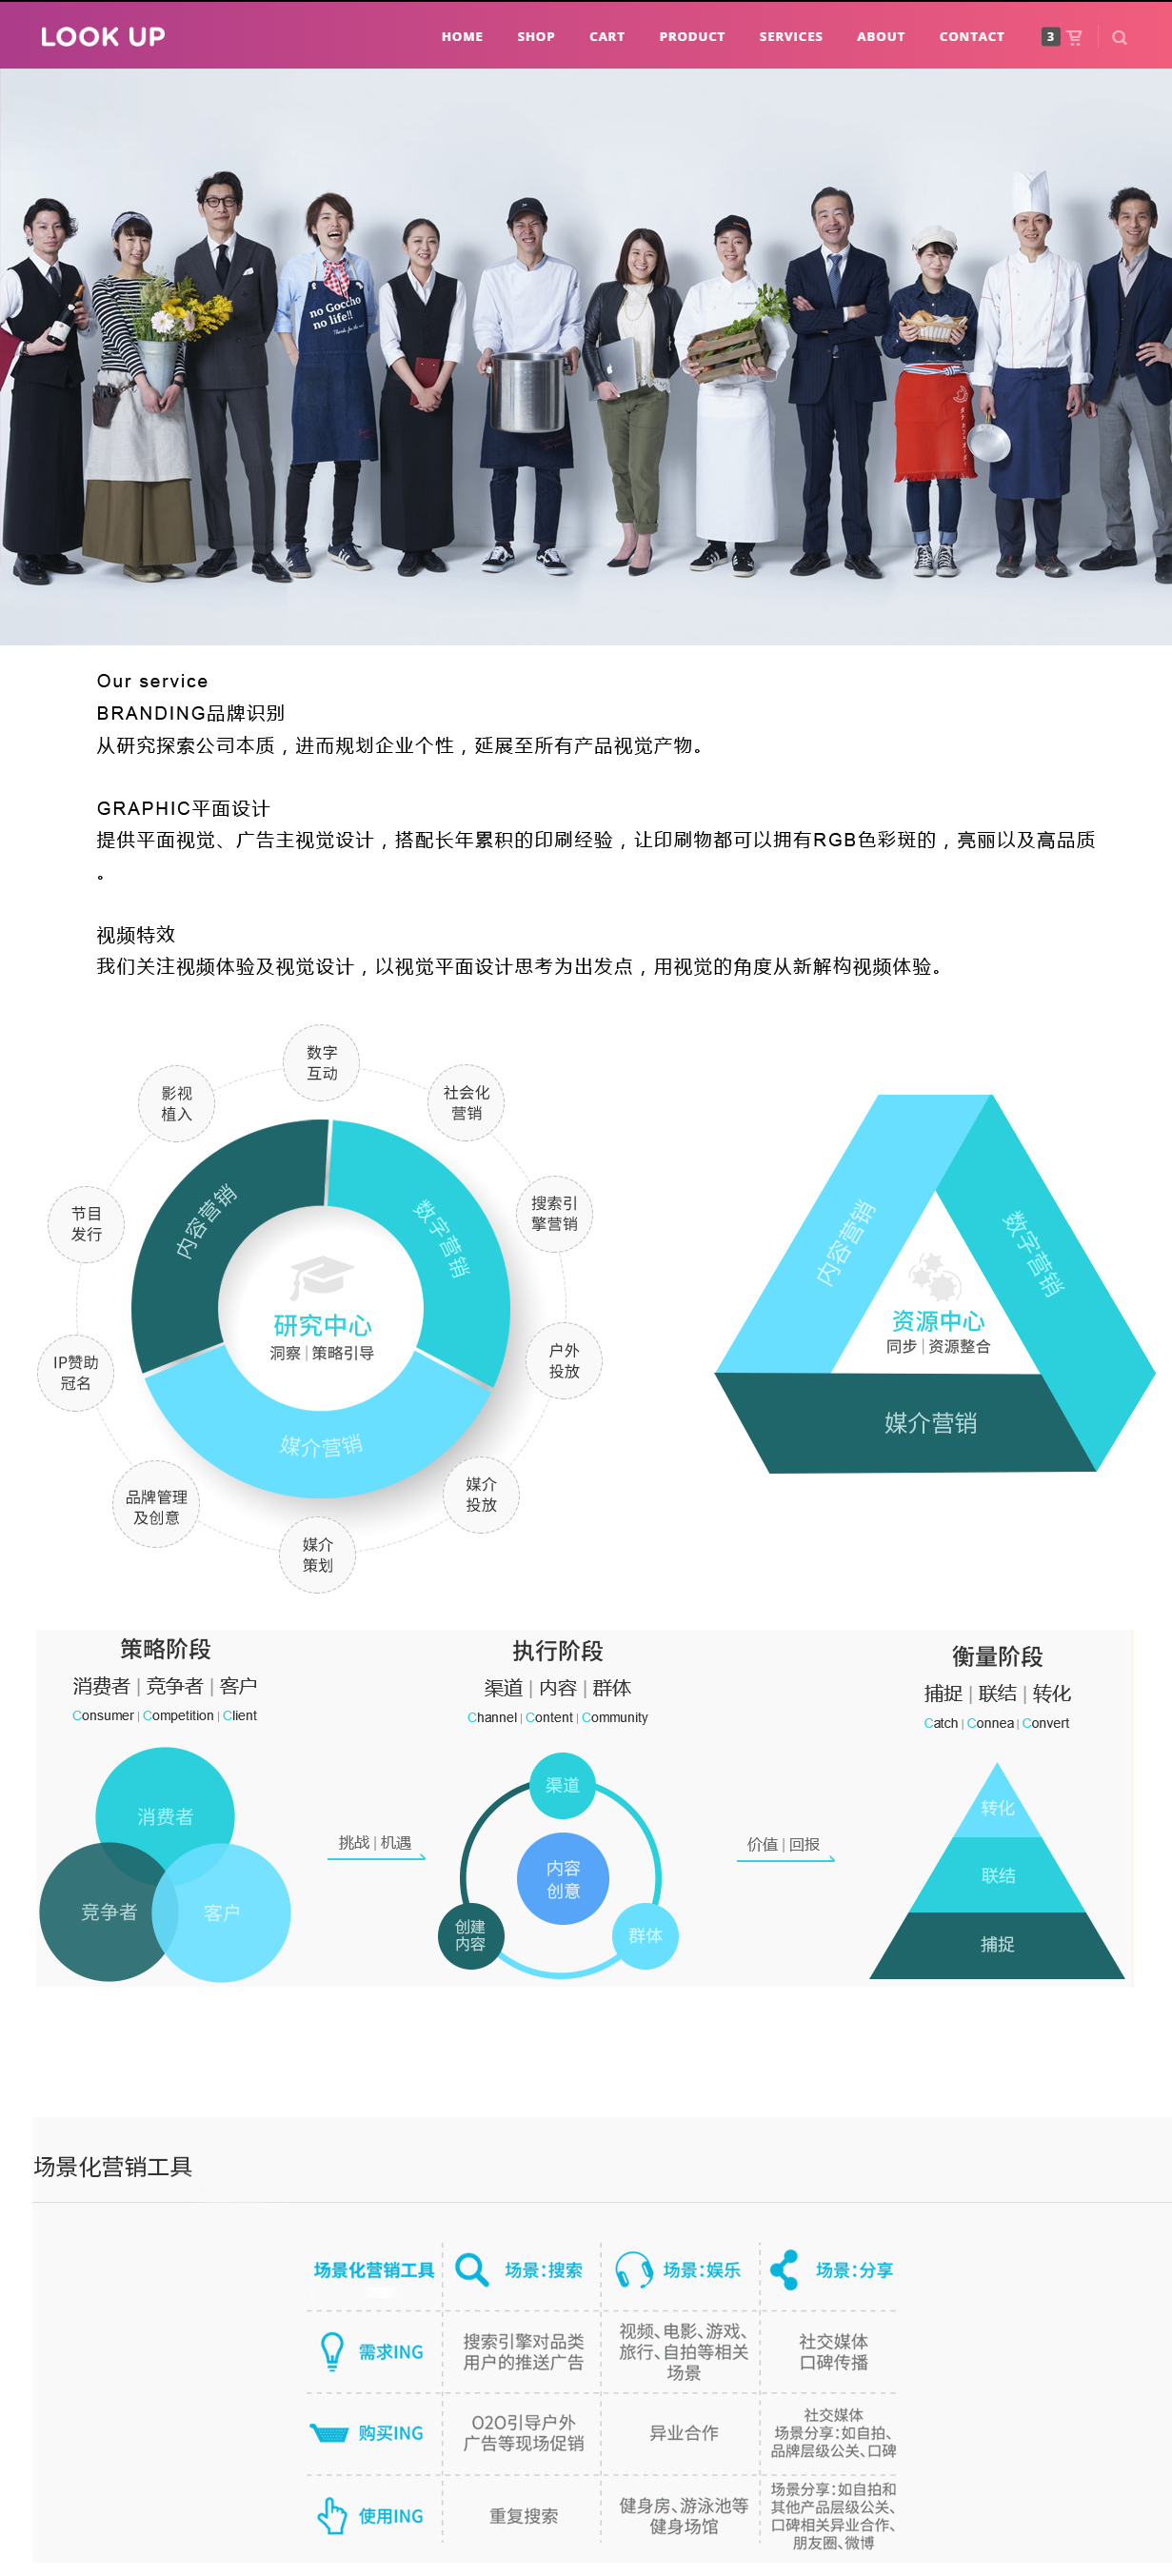 LOOK UP
HOME SHOP CART PRODUCT SERVICES ABOUT CONTACT 3
no Goccho
no life!!
Our service
BRANDING品牌识别
从研究探索公司本质，进而规划企业个性，延展至所有产品视觉产物。
GRAPHIC平面设计
提供平面视觉、广告主视觉设计，搭配长年累积的印刷经验，让印刷物都可以拥有RGB色彩斑的，亮丽以及高品质
。
视频特效
我们关注视频体验及视觉设计，以视觉平面设计思考为出发点，用视觉的角度从新解构视频体验。
数字
互动
影视
植入
社会化
营销
节目
发行
搜索引
擎营销
IP赞助
冠名
户外
投放
品牌管理
及创意
媒介
投放
媒介
策划
内容营销
数字营销
媒介营销
研究中心
洞察|策略引导
内容营销
数字营销
媒介营销
资源中心
同步|资源整合
策略阶段
消费者|竞争者|客户
Consumer|Competition|Client
消费者
竞争者
客户
挑战|机遇
执行阶段
渠道|内容|群体
Channel|Content|Community
渠道
内容
创意
创建
内容
群体
价值|回报
衡量阶段
捕捉|联结|转化
Catch|Connea|Convert
转化
联结
捕捉
场景化营销工具
场景化营销工具 场景：搜索 场景：娱乐 场景：分享
需求ING
搜索引擎对品类
用户的推送广告
视频、电影、游戏、
旅行、自拍等相关
场景
社交媒体
口碑传播
购买ING
O2O引导户外
广告等现场促销
异业合作
社交媒体
场景分享：如自拍、
品牌层级公关、口碑
使用ING
重复搜索
健身房、游泳池等
健身场馆
场景分享：如自拍和
其他产品层级公关、
口碑相关异业合作、
朋友圈、微博